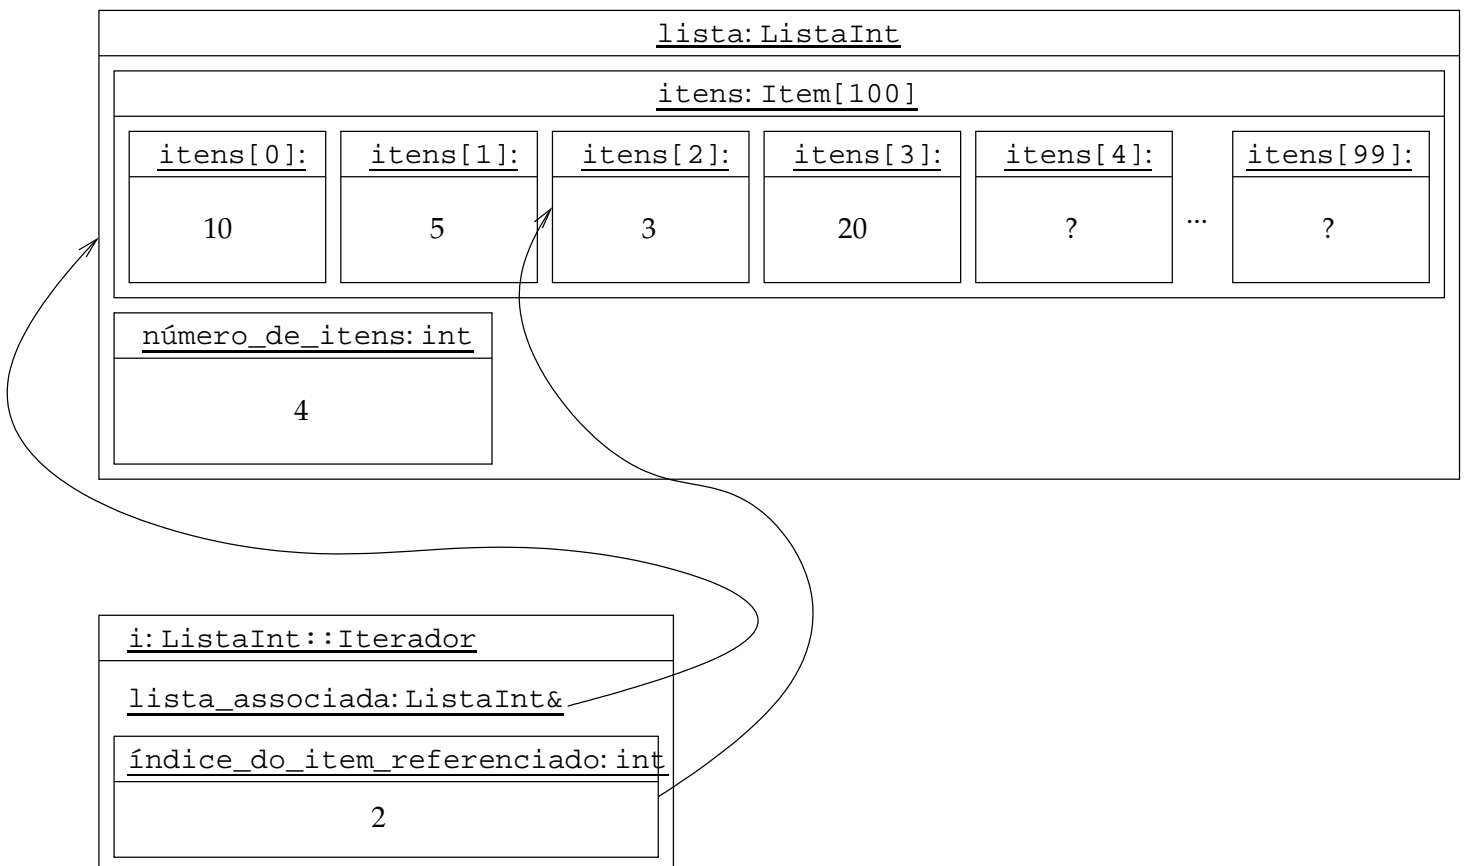 lista: ListaInt
itens: Item[100]
itens[0]: itens[1]: itens[2]: itens[3]: itens[4]: itens[99]:
10 5 3 20 ? ... ?
número_de_itens: int
4
i: ListaInt::Iterador
lista_associada: ListaInt&
índice_do_item_referenciado: int
2